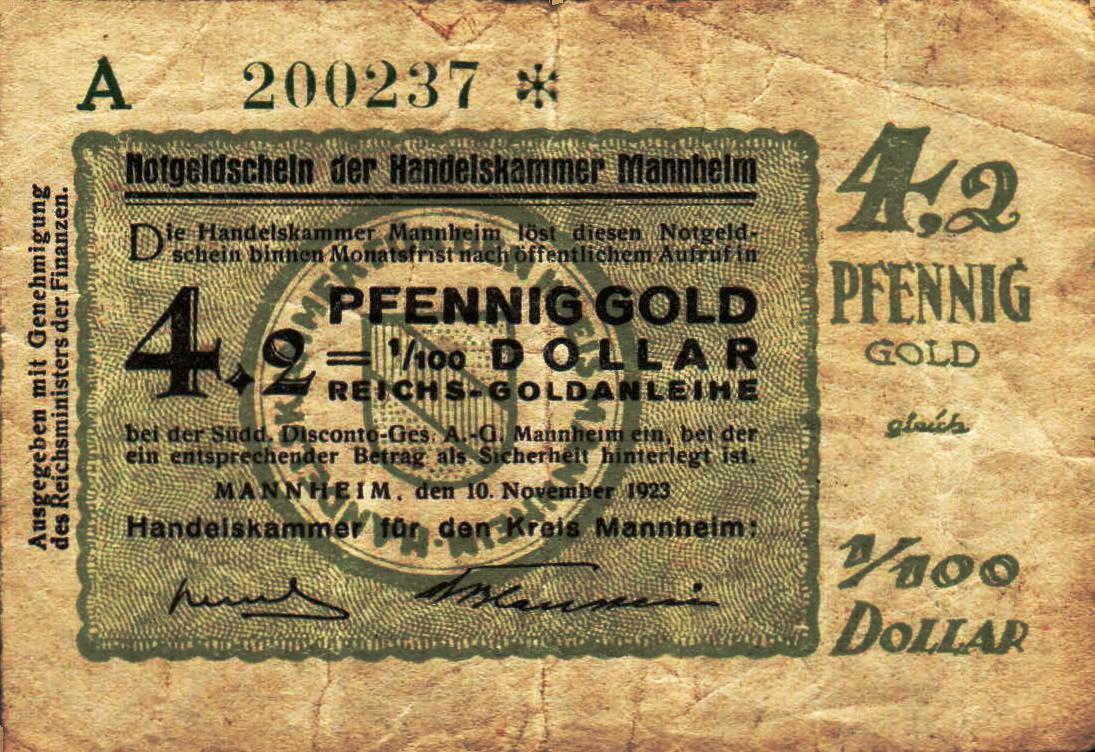 A 200237 *
Notgeldschein der Handelskammer Mannheim
Die Handelskammer Mannheim löst diesen Notgeld-
schein binnen Monatsfrist nach öffentlichem Aufruf in
4,2 PFENNIG GOLD
= 1/100 DOLLAR
REICHS-GOLDANLEIHE
bei der Südd. Disconto-Ges. A.-G. Mannheim ein, bei der
ein entsprechender Betrag als Sicherheit hinterlegt ist.
MANNHEIM, den 10. November 1923
Handelskammer für den Kreis Mannheim:
Ausgegeben mit Genehmigung
des Reichsministers der Finanzen.
4,2
PFENNIG
GOLD
gleich
1/100
DOLLAR